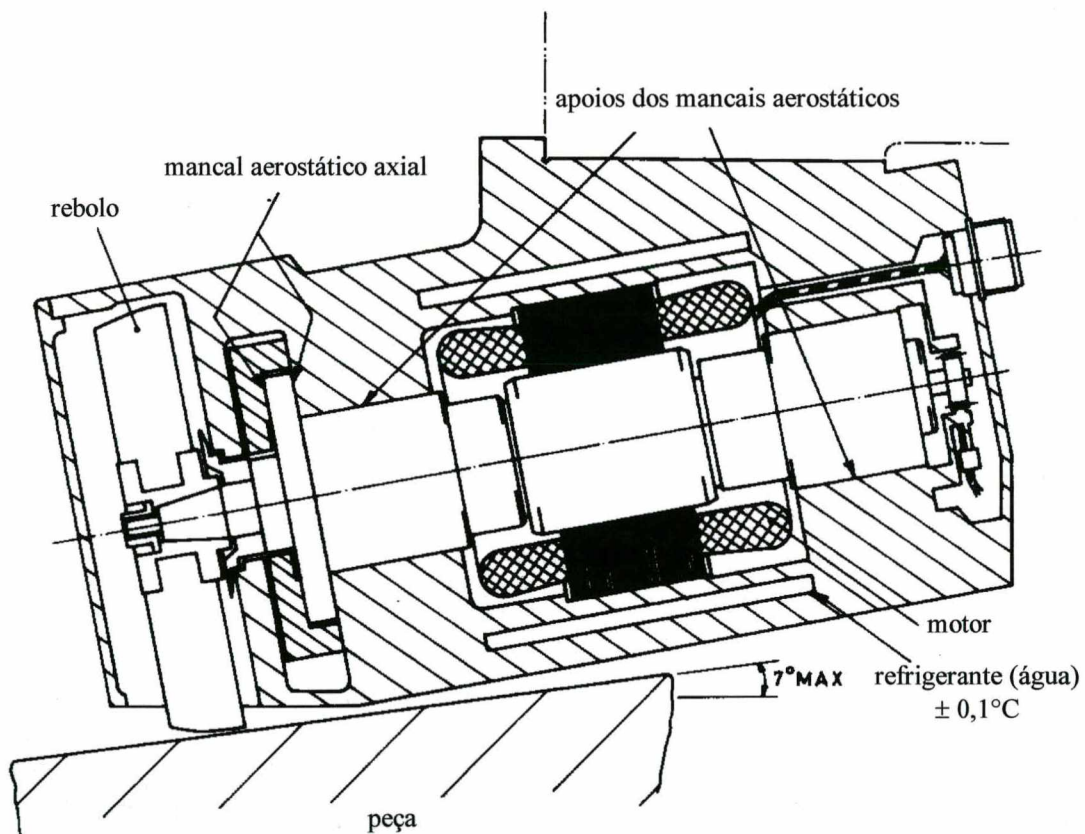 apoios dos mancais aerostáticos
mancal aerostático axial
rebolo
motor
7° MAX
refrigerante (água)
± 0,1°C
peça